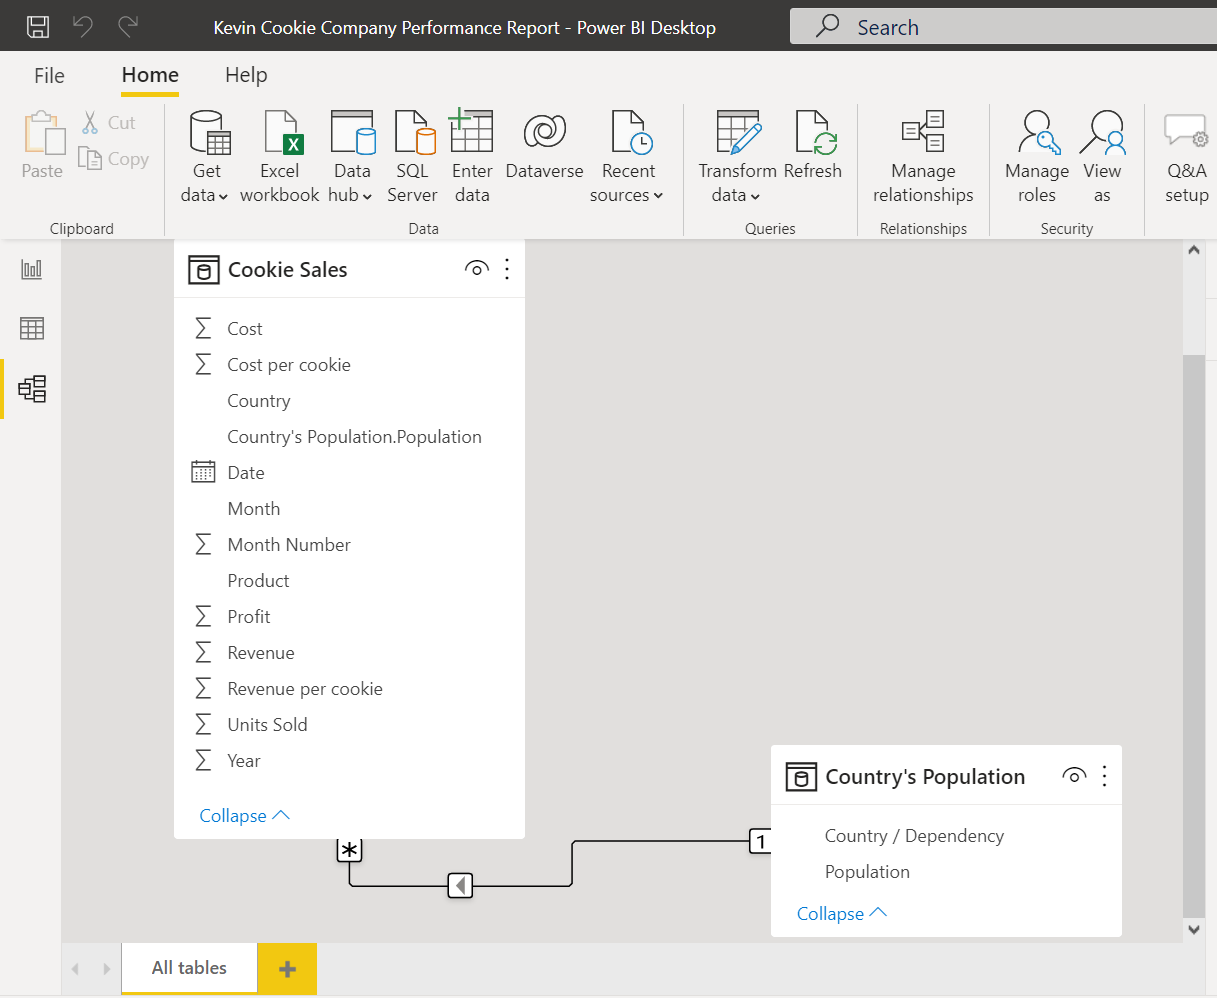 Kevin Cookie Company Performance Report - Power BI Desktop
Search
File Home Help
Paste
Cut
Copy
Get data
Excel workbook
Data hub
SQL Server
Enter data
Dataverse
Recent sources
Transform data
Refresh
Manage relationships
Manage roles
View as
Q&A setup
Clipboard
Data
Queries
Relationships
Security
Cookie Sales
∑ Cost
∑ Cost per cookie
Country
Country's Population.Population
Date
Month
∑ Month Number
Product
∑ Profit
∑ Revenue
∑ Revenue per cookie
∑ Units Sold
∑ Year
Collapse
*
1
Country's Population
Country / Dependency
Population
Collapse
All tables
+